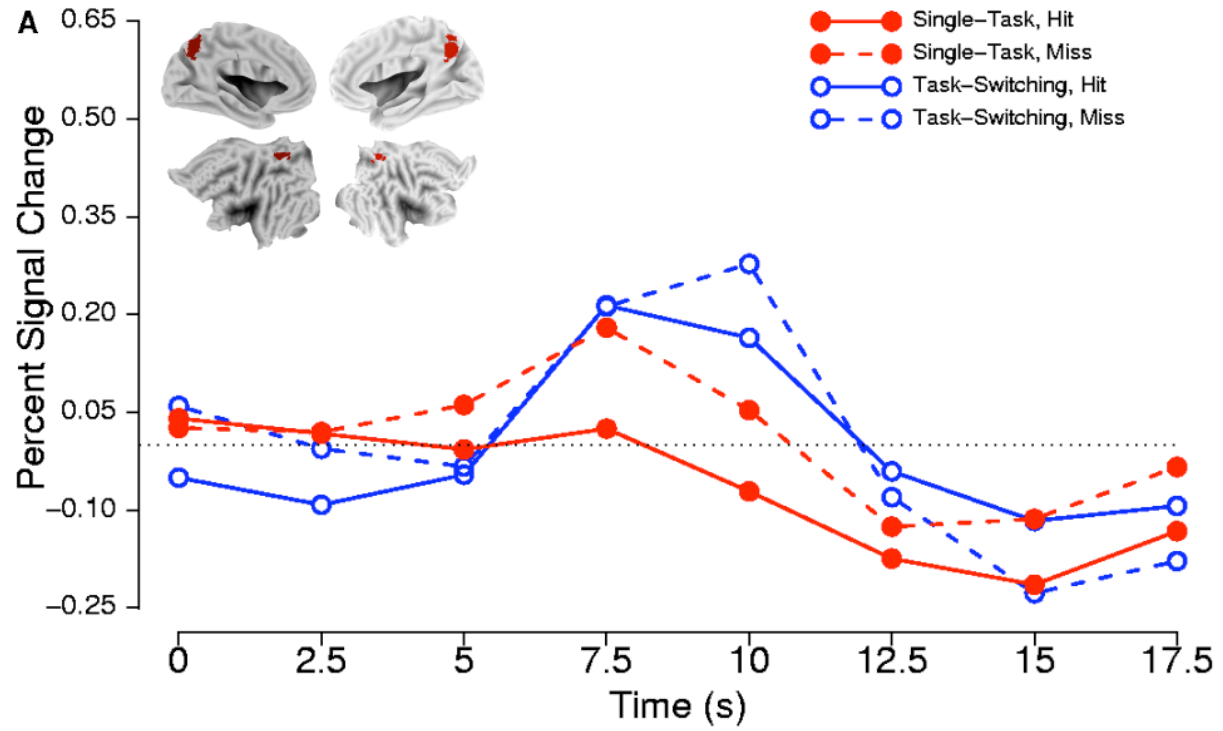 A
Percent Signal Change
0.65
0.50
0.35
0.20
0.05
−0.10
−0.25
Single−Task, Hit
Single−Task, Miss
Task−Switching, Hit
Task−Switching, Miss
0 2.5 5 7.5 10 12.5 15 17.5
Time (s)